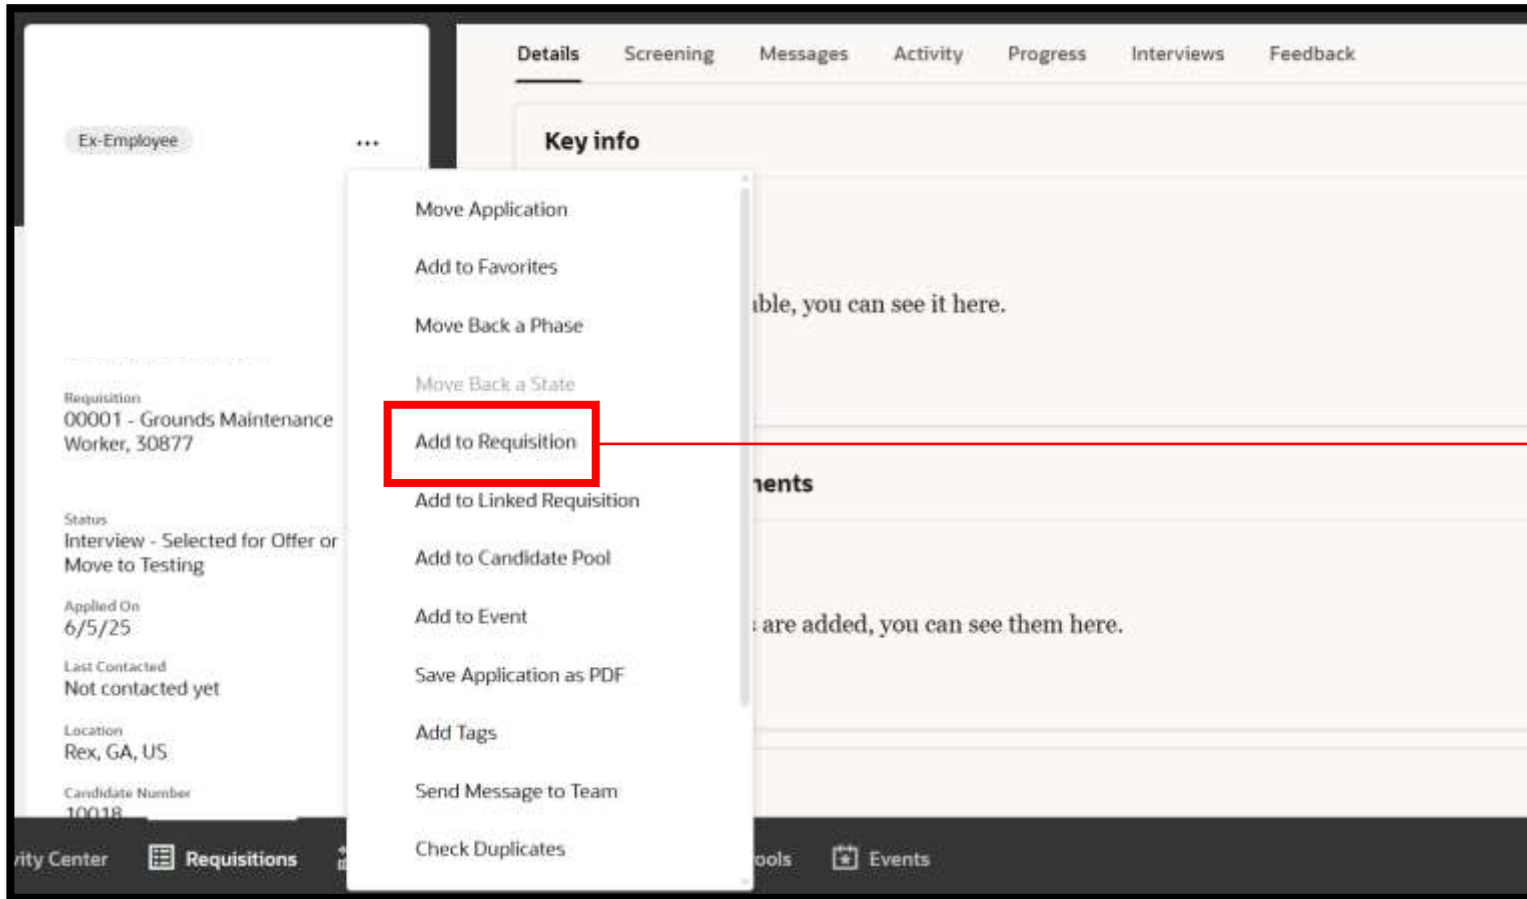 Details Screening Messages Activity Progress Interviews Feedback
Ex-Employee
...
Key info
Move Application
Add to Favorites
Move Back a Phase
Move Back a State
Add to Requisition
Add to Linked Requisition
Add to Candidate Pool
Add to Event
Save Application as PDF
Add Tags
Send Message to Team
Check Duplicates
you can see it here.
are added, you can see them here.
Requisition
00001 - Grounds Maintenance
Worker, 30877
Status
Interview - Selected for Offer or
Move to Testing
Applied On
6/5/25
Last Contacted
Not contacted yet
Location
Rex, GA, US
Candidate Number
10018
Center Requisitions Events